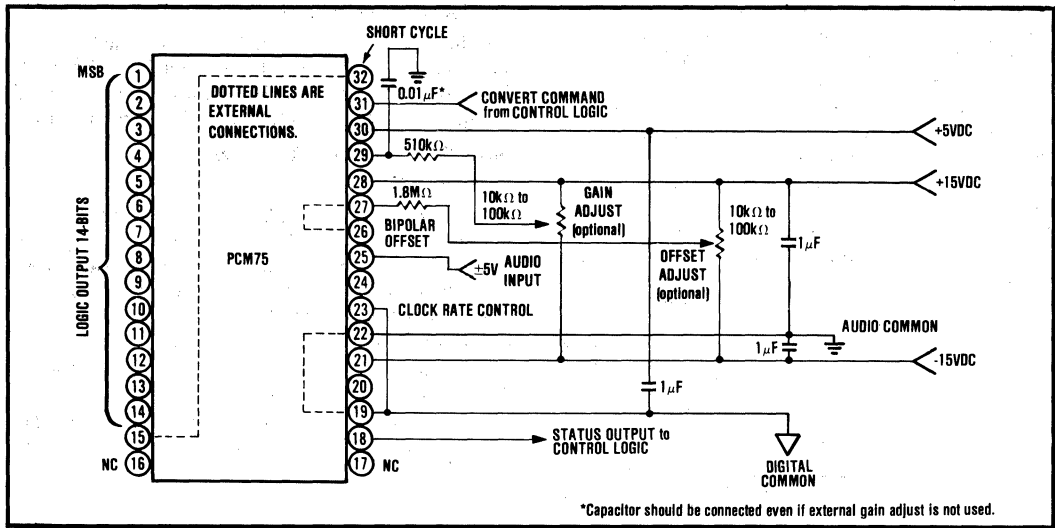 SHORT CYCLE
MSB
1
2
3
4
5
6
7
8
9
10
11
12
13
14
15
NC 16
LOGIC OUTPUT 14-BITS
DOTTED LINES ARE
EXTERNAL
CONNECTIONS.
PCM75
32
31
30
29
28
27
26
25
24
23
22
21
20
19
18
17 NC
0.01μF*
CONVERT COMMAND
from CONTROL LOGIC
+5VDC
510kΩ
+15VDC
1.8MΩ
BIPOLAR
OFFSET
10kΩ to
100kΩ
GAIN
ADJUST
(optional)
10kΩ to
100kΩ
OFFSET
ADJUST
(optional)
1μF
±5V AUDIO
INPUT
CLOCK RATE CONTROL
AUDIO COMMON
1μF
-15VDC
1μF
STATUS OUTPUT to
CONTROL LOGIC
DIGITAL
COMMON
*Capacitor should be connected even if external gain adjust is not used.